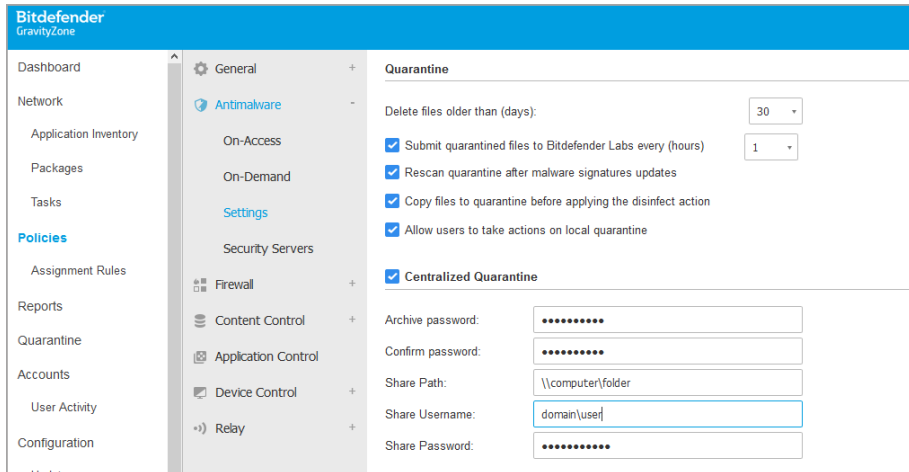 Bitdefender
GravityZone
Dashboard
Network
Application Inventory
Packages
Tasks
Policies
Assignment Rules
Reports
Quarantine
Accounts
User Activity
Configuration
General +
Antimalware -
On-Access
On-Demand
Settings
Security Servers
Firewall +
Content Control +
Application Control
Device Control +
Relay +
Quarantine
Delete files older than (days): 30
Submit quarantined files to Bitdefender Labs every (hours) 1
Rescan quarantine after malware signatures updates
Copy files to quarantine before applying the disinfect action
Allow users to take actions on local quarantine
Centralized Quarantine
Archive password: ••••••••••
Confirm password: ••••••••••
Share Path: \\computer\folder
Share Username: domain\user
Share Password: •••••••••••